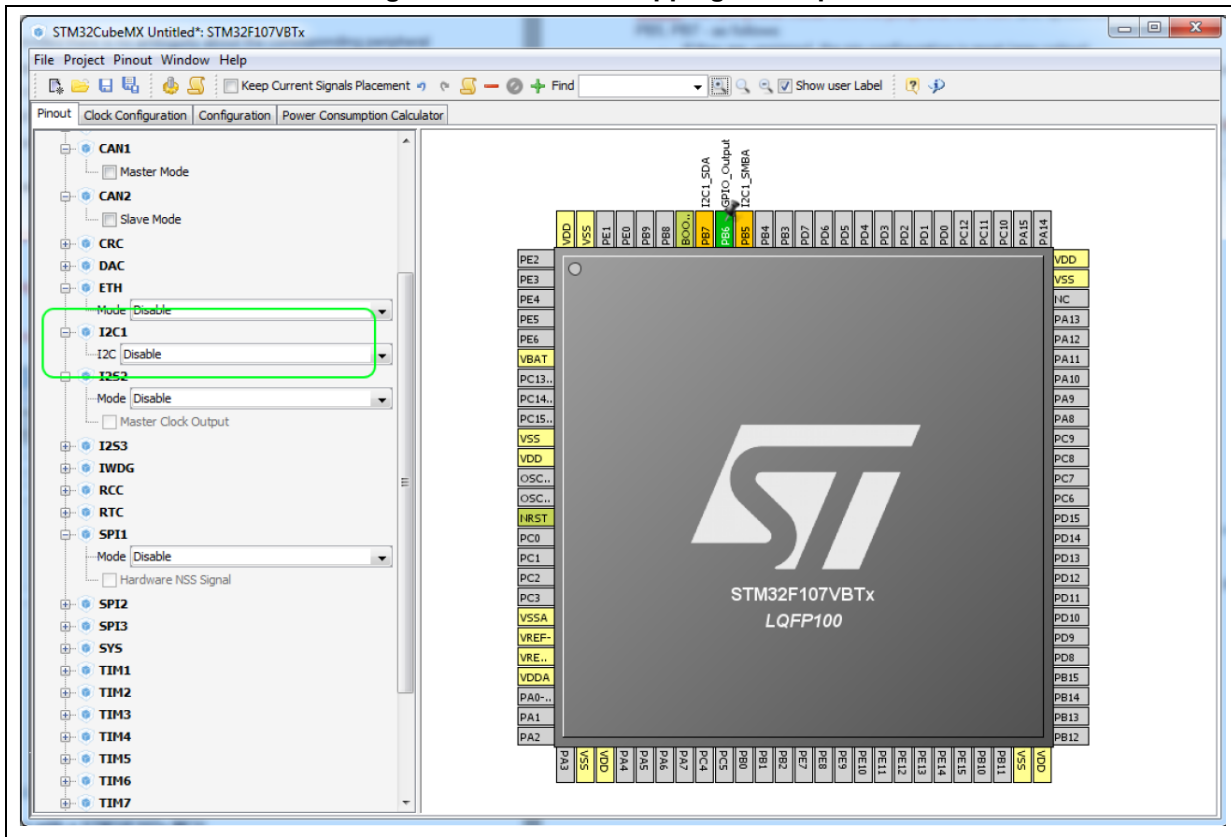 STM32CubeMX Untitled*: STM32F107VBTx
File Project Pinout Window Help
Keep Current Signals Placement Find Show user Label
Pinout Clock Configuration Configuration Power Consumption Calculator
CAN1
Master Mode
CAN2
Slave Mode
CRC
DAC
ETH
Mode Disable
I2C1
I2C Disable
I2S2
Mode Disable
Master Clock Output
I2S3
IWDG
RCC
RTC
SPI1
Mode Disable
Hardware NSS Signal
SPI2
SPI3
SYS
TIM1
TIM2
TIM3
TIM4
TIM5
TIM6
TIM7
I2C1_SDA
GPIO_Output
I2C1_SMBA
VDD
VSS
PE1
PE0
PB9
PB8
BOO..
PB7
PB6
PB5
PB4
PB3
PD7
PD6
PD5
PD4
PD3
PD2
PD1
PD0
PC12
PC11
PC10
PA15
PA14
PE2
PE3
PE4
PE5
PE6
VBAT
PC13..
PC14..
PC15..
VSS
VDD
OSC..
OSC..
NRST
PC0
PC1
PC2
PC3
VSSA
VREF-
VRE..
VDDA
PA0-..
PA1
PA2
STM32F107VBTx
LQFP100
VDD
VSS
NC
PA13
PA12
PA11
PA10
PA9
PA8
PC9
PC8
PC7
PC6
PD15
PD14
PD13
PD12
PD11
PD10
PD9
PD8
PB15
PB14
PB13
PB12
PA3
VSS
VDD
PA4
PA5
PA6
PA7
PC4
PC5
PB0
PB1
PB2
PE7
PE8
PE9
PE10
PE11
PE12
PE13
PE14
PE15
PB10
PB11
VSS
VDD